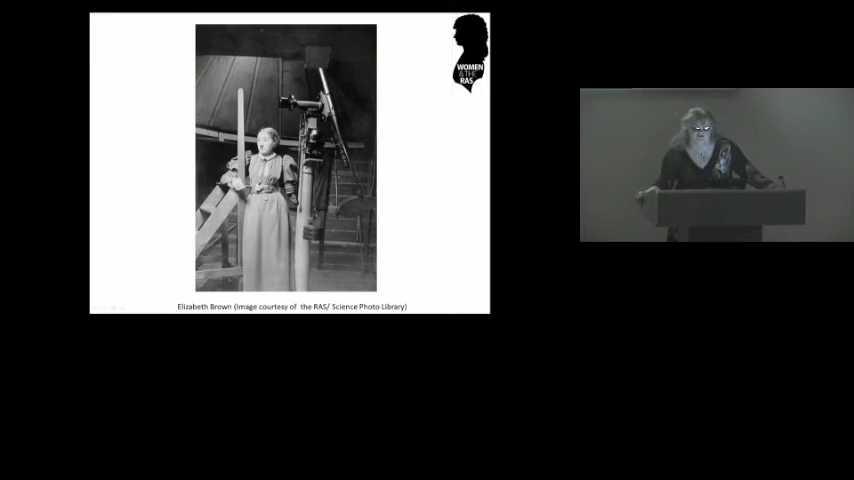 WOMEN
& THE
RAS
Elizabeth Brown (Image courtesy of  the RAS/ Science Photo Library)